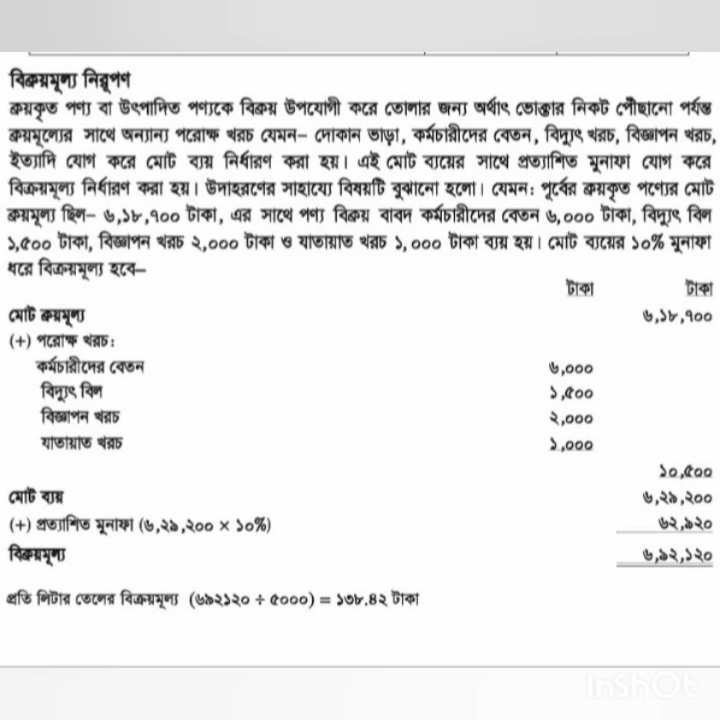 বিক্রয়মূল্য নিরূপণ
ক্রয়কৃত পণ্য বা উৎপাদিত পণ্যকে বিক্রয় উপযোগী করে তোলার জন্য অর্থাৎ ভোক্তার নিকট পৌঁছানো পর্যন্ত
ক্রয়মূল্যের সাথে অন্যান্য পরোক্ষ খরচ যেমন– দোকান ভাড়া, কর্মচারীদের বেতন, বিদ্যুৎ খরচ, বিজ্ঞাপন খরচ,
ইত্যাদি যোগ করে মোট ব্যয় নির্ধারণ করা হয়। এই মোট ব্যয়ের সাথে প্রত্যাশিত মুনাফা যোগ করে
বিক্রয়মূল্য নির্ধারণ করা হয়। উদাহরণের সাহায্যে বিষয়টি বুঝানো হলো। যেমন: পূর্বের ক্রয়কৃত পণ্যের মোট
ক্রয়মূল্য ছিল– ৬,১৮,৭০০ টাকা, এর সাথে পণ্য বিক্রয় বাবদ কর্মচারীদের বেতন ৬,০০০ টাকা, বিদ্যুৎ বিল
১,৫০০ টাকা, বিজ্ঞাপন খরচ ২,০০০ টাকা ও যাতায়াত খরচ ১,০০০ টাকা ব্যয় হয়। মোট ব্যয়ের ১০% মুনাফা
ধরে বিক্রয়মূল্য হবে–
টাকা টাকা
মোট ক্রয়মূল্য ৬,১৮,৭০০
(+) পরোক্ষ খরচ:
কর্মচারীদের বেতন ৬,০০০
বিদ্যুৎ বিল ১,৫০০
বিজ্ঞাপন খরচ ২,০০০
যাতায়াত খরচ ১,০০০
১০,৫০০
মোট ব্যয় ৬,২৯,২০০
(+) প্রত্যাশিত মুনাফা (৬,২৯,২০০ × ১০%) ৬২,৯২০
বিক্রয়মূল্য ৬,৯২,১২০
প্রতি লিটার তেলের বিক্রয়মূল্য (৬৯২১২০ ÷ ৫০০০) = ১৩৮.৪২ টাকা
InShOt